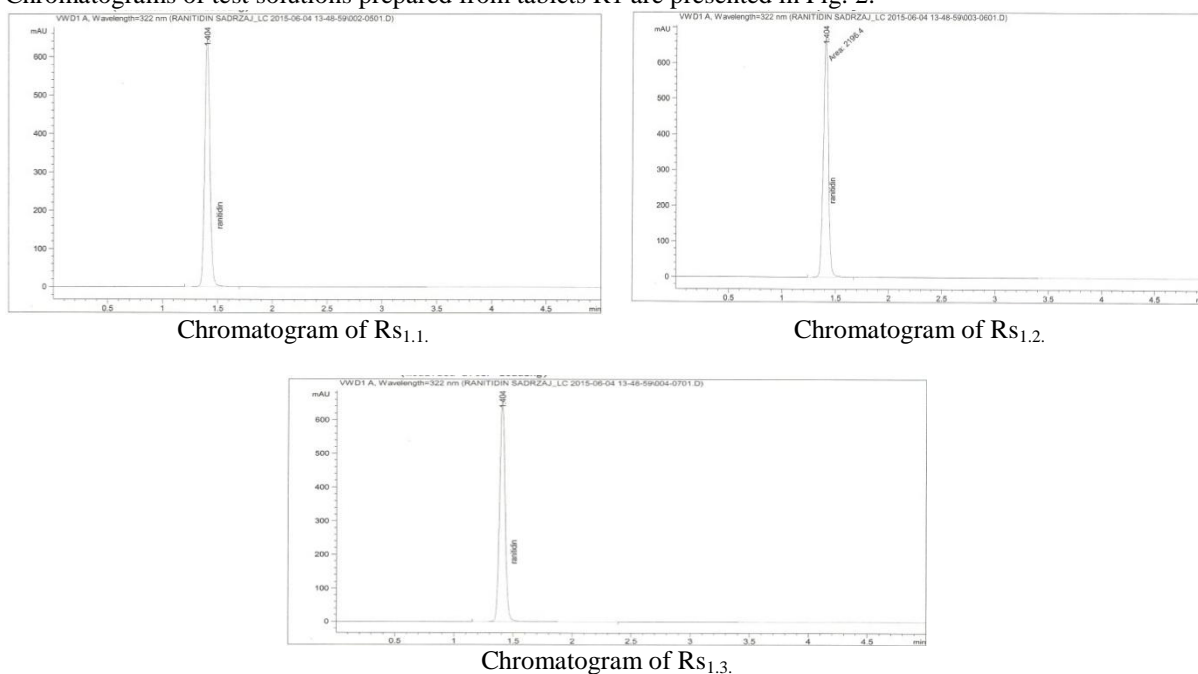 Chromatograms of test solutions prepared from tablets R1 are presented in Fig. 2.
VWD1 A, Wavelength=322 nm (RANITIDIN SADRZAJ_LC 2015-06-04 13-48-59\002-0501.D)
mAU
1.404
600
500
400
300
200
100
0
ranitidin
0.5 1 1.5 2 2.5 3 3.5 4 4.5
Chromatogram of Rs1.1.
VWD1 A, Wavelength=322 nm (RANITIDIN SADRZAJ_LC 2015-06-04 13-48-59\003-0601.D)
mAU
1.404
Area: 2196.4
600
500
400
300
200
100
0
ranitidin
0.5 1 1.5 2 2.5 3 3.5 4 4.5
Chromatogram of Rs1.2.
VWD1 A, Wavelength=322 nm (RANITIDIN SADRZAJ_LC 2015-06-04 13-48-59\004-0701.D)
mAU
1.404
600
500
400
300
200
100
0
ranitidin
0.5 1 1.5 2 2.5 3 3.5 4 4.5 min
Chromatogram of Rs1.3.